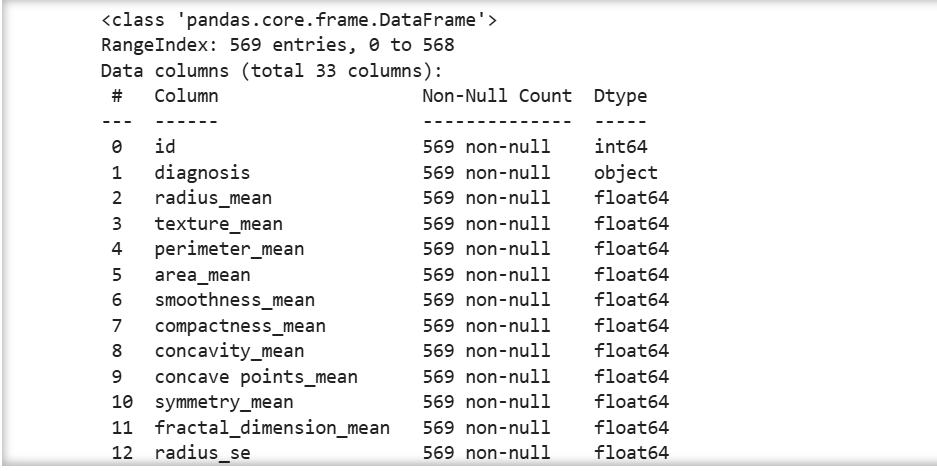 <class 'pandas.core.frame.DataFrame'>
RangeIndex: 569 entries, 0 to 568
Data columns (total 33 columns):
 #   Column                   Non-Null Count  Dtype
---  ------                   --------------  -----
 0   id                       569 non-null    int64
 1   diagnosis                569 non-null    object
 2   radius_mean              569 non-null    float64
 3   texture_mean             569 non-null    float64
 4   perimeter_mean           569 non-null    float64
 5   area_mean                569 non-null    float64
 6   smoothness_mean          569 non-null    float64
 7   compactness_mean         569 non-null    float64
 8   concavity_mean           569 non-null    float64
 9   concave points_mean      569 non-null    float64
 10  symmetry_mean            569 non-null    float64
 11  fractal_dimension_mean   569 non-null    float64
 12  radius_se                569 non-null    float64